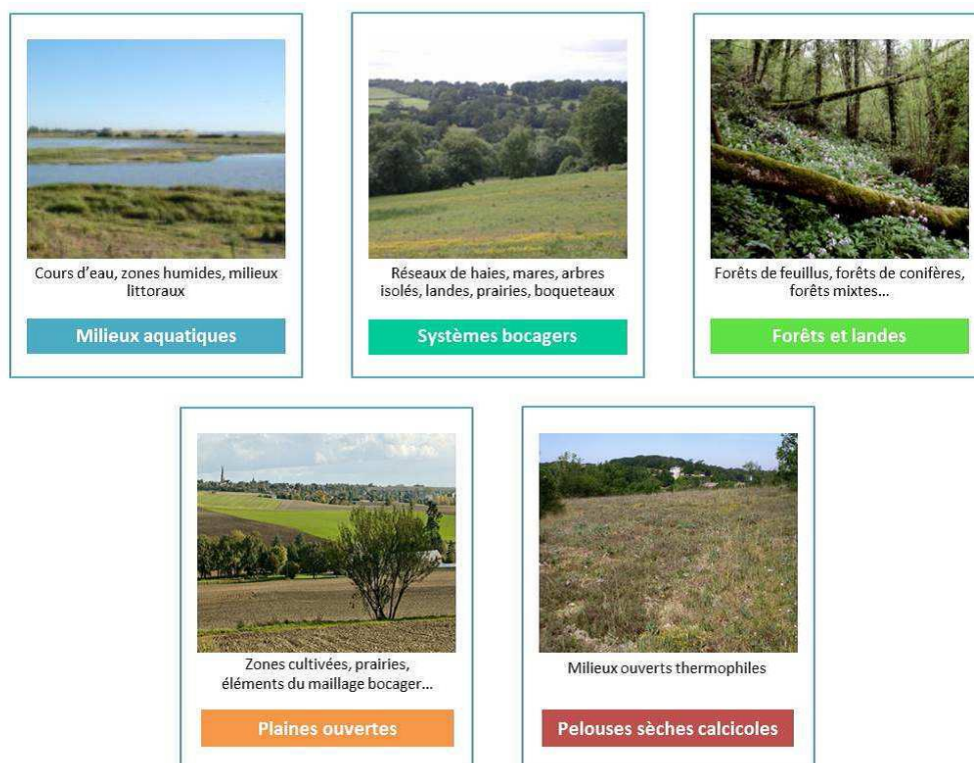 Cours d'eau, zones humides, milieux
littoraux
Milieux aquatiques
Réseaux de haies, mares, arbres
isolés, landes, prairies, boqueteaux
Systèmes bocagers
Forêts de feuillus, forêts de conifères,
forêts mixtes...
Forêts et landes
Zones cultivées, prairies,
éléments du maillage bocager...
Plaines ouvertes
Milieux ouverts thermophiles
Pelouses sèches calcicoles